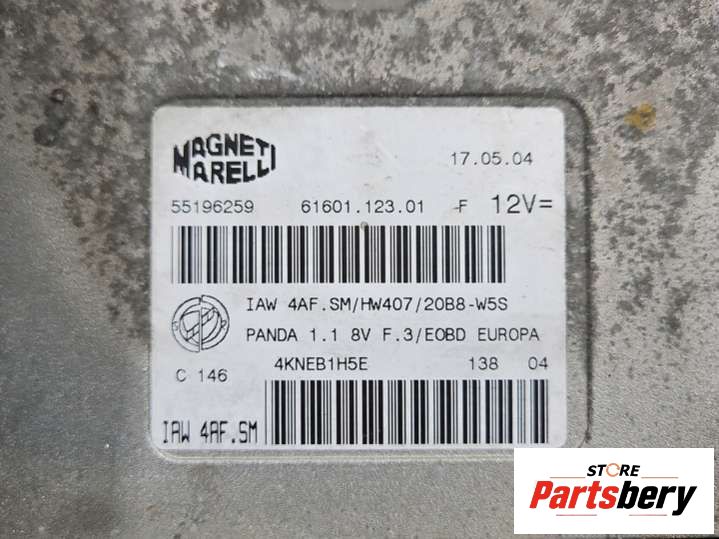 MAGNETI
MARELLI
17.05.04
55196259 61601.123.01 F 12V=
IAW 4AF.SM/HW407/20B8-W5S
PANDA 1.1 8V F.3/EOBD EUROPA
4KNEB1H5E 138 04
C 146
IAW 4AF.SM
STORE
Partsbery